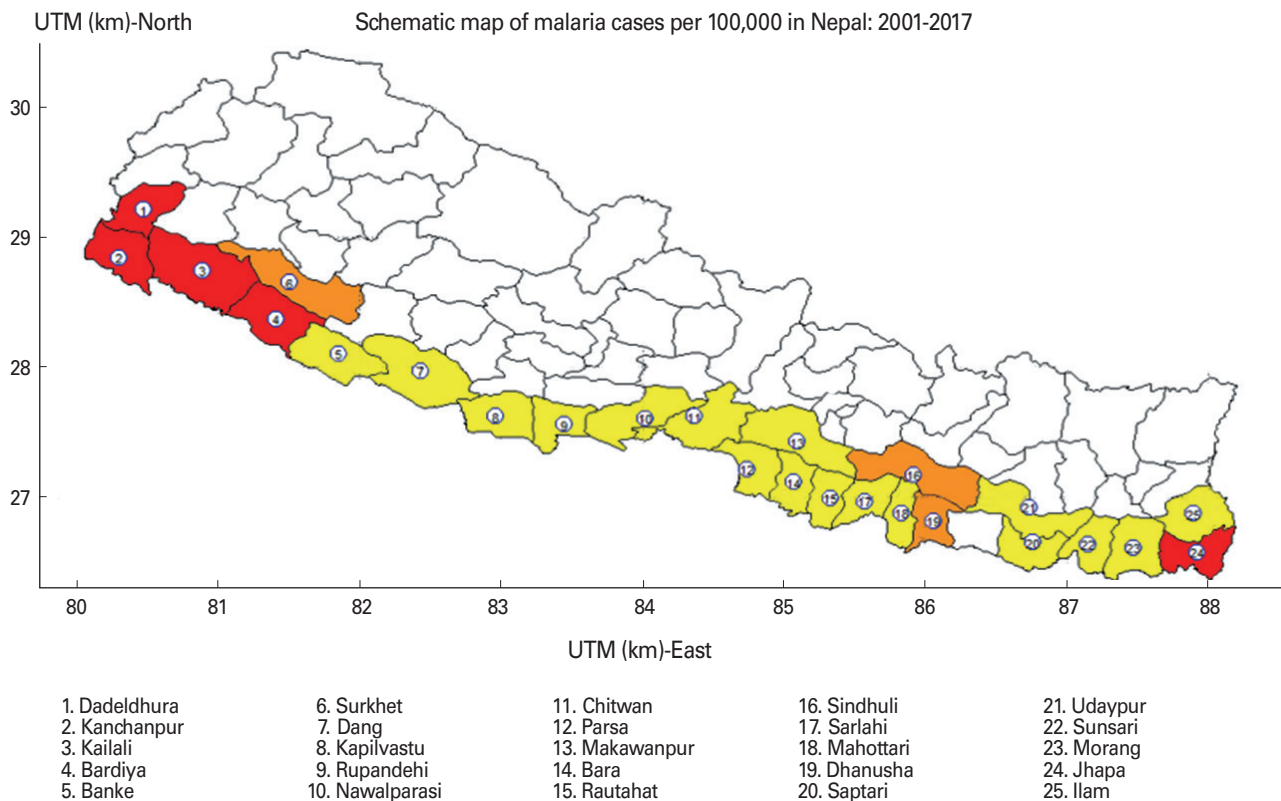 UTM (km)-North
Schematic map of malaria cases per 100,000 in Nepal: 2001-2017
30
29
28
27
1
2
3
6
4
5
7
8
9
10
11
13
12
14
15
17
18
16
19
21
20
22
23
25
24
80 81 82 83 84 85 86 87 88
UTM (km)-East
1. Dadeldhura
2. Kanchanpur
3. Kailali
4. Bardiya
5. Banke
6. Surkhet
7. Dang
8. Kapilvastu
9. Rupandehi
10. Nawalparasi
11. Chitwan
12. Parsa
13. Makawanpur
14. Bara
15. Rautahat
16. Sindhuli
17. Sarlahi
18. Mahottari
19. Dhanusha
20. Saptari
21. Udaypur
22. Sunsari
23. Morang
24. Jhapa
25. Ilam